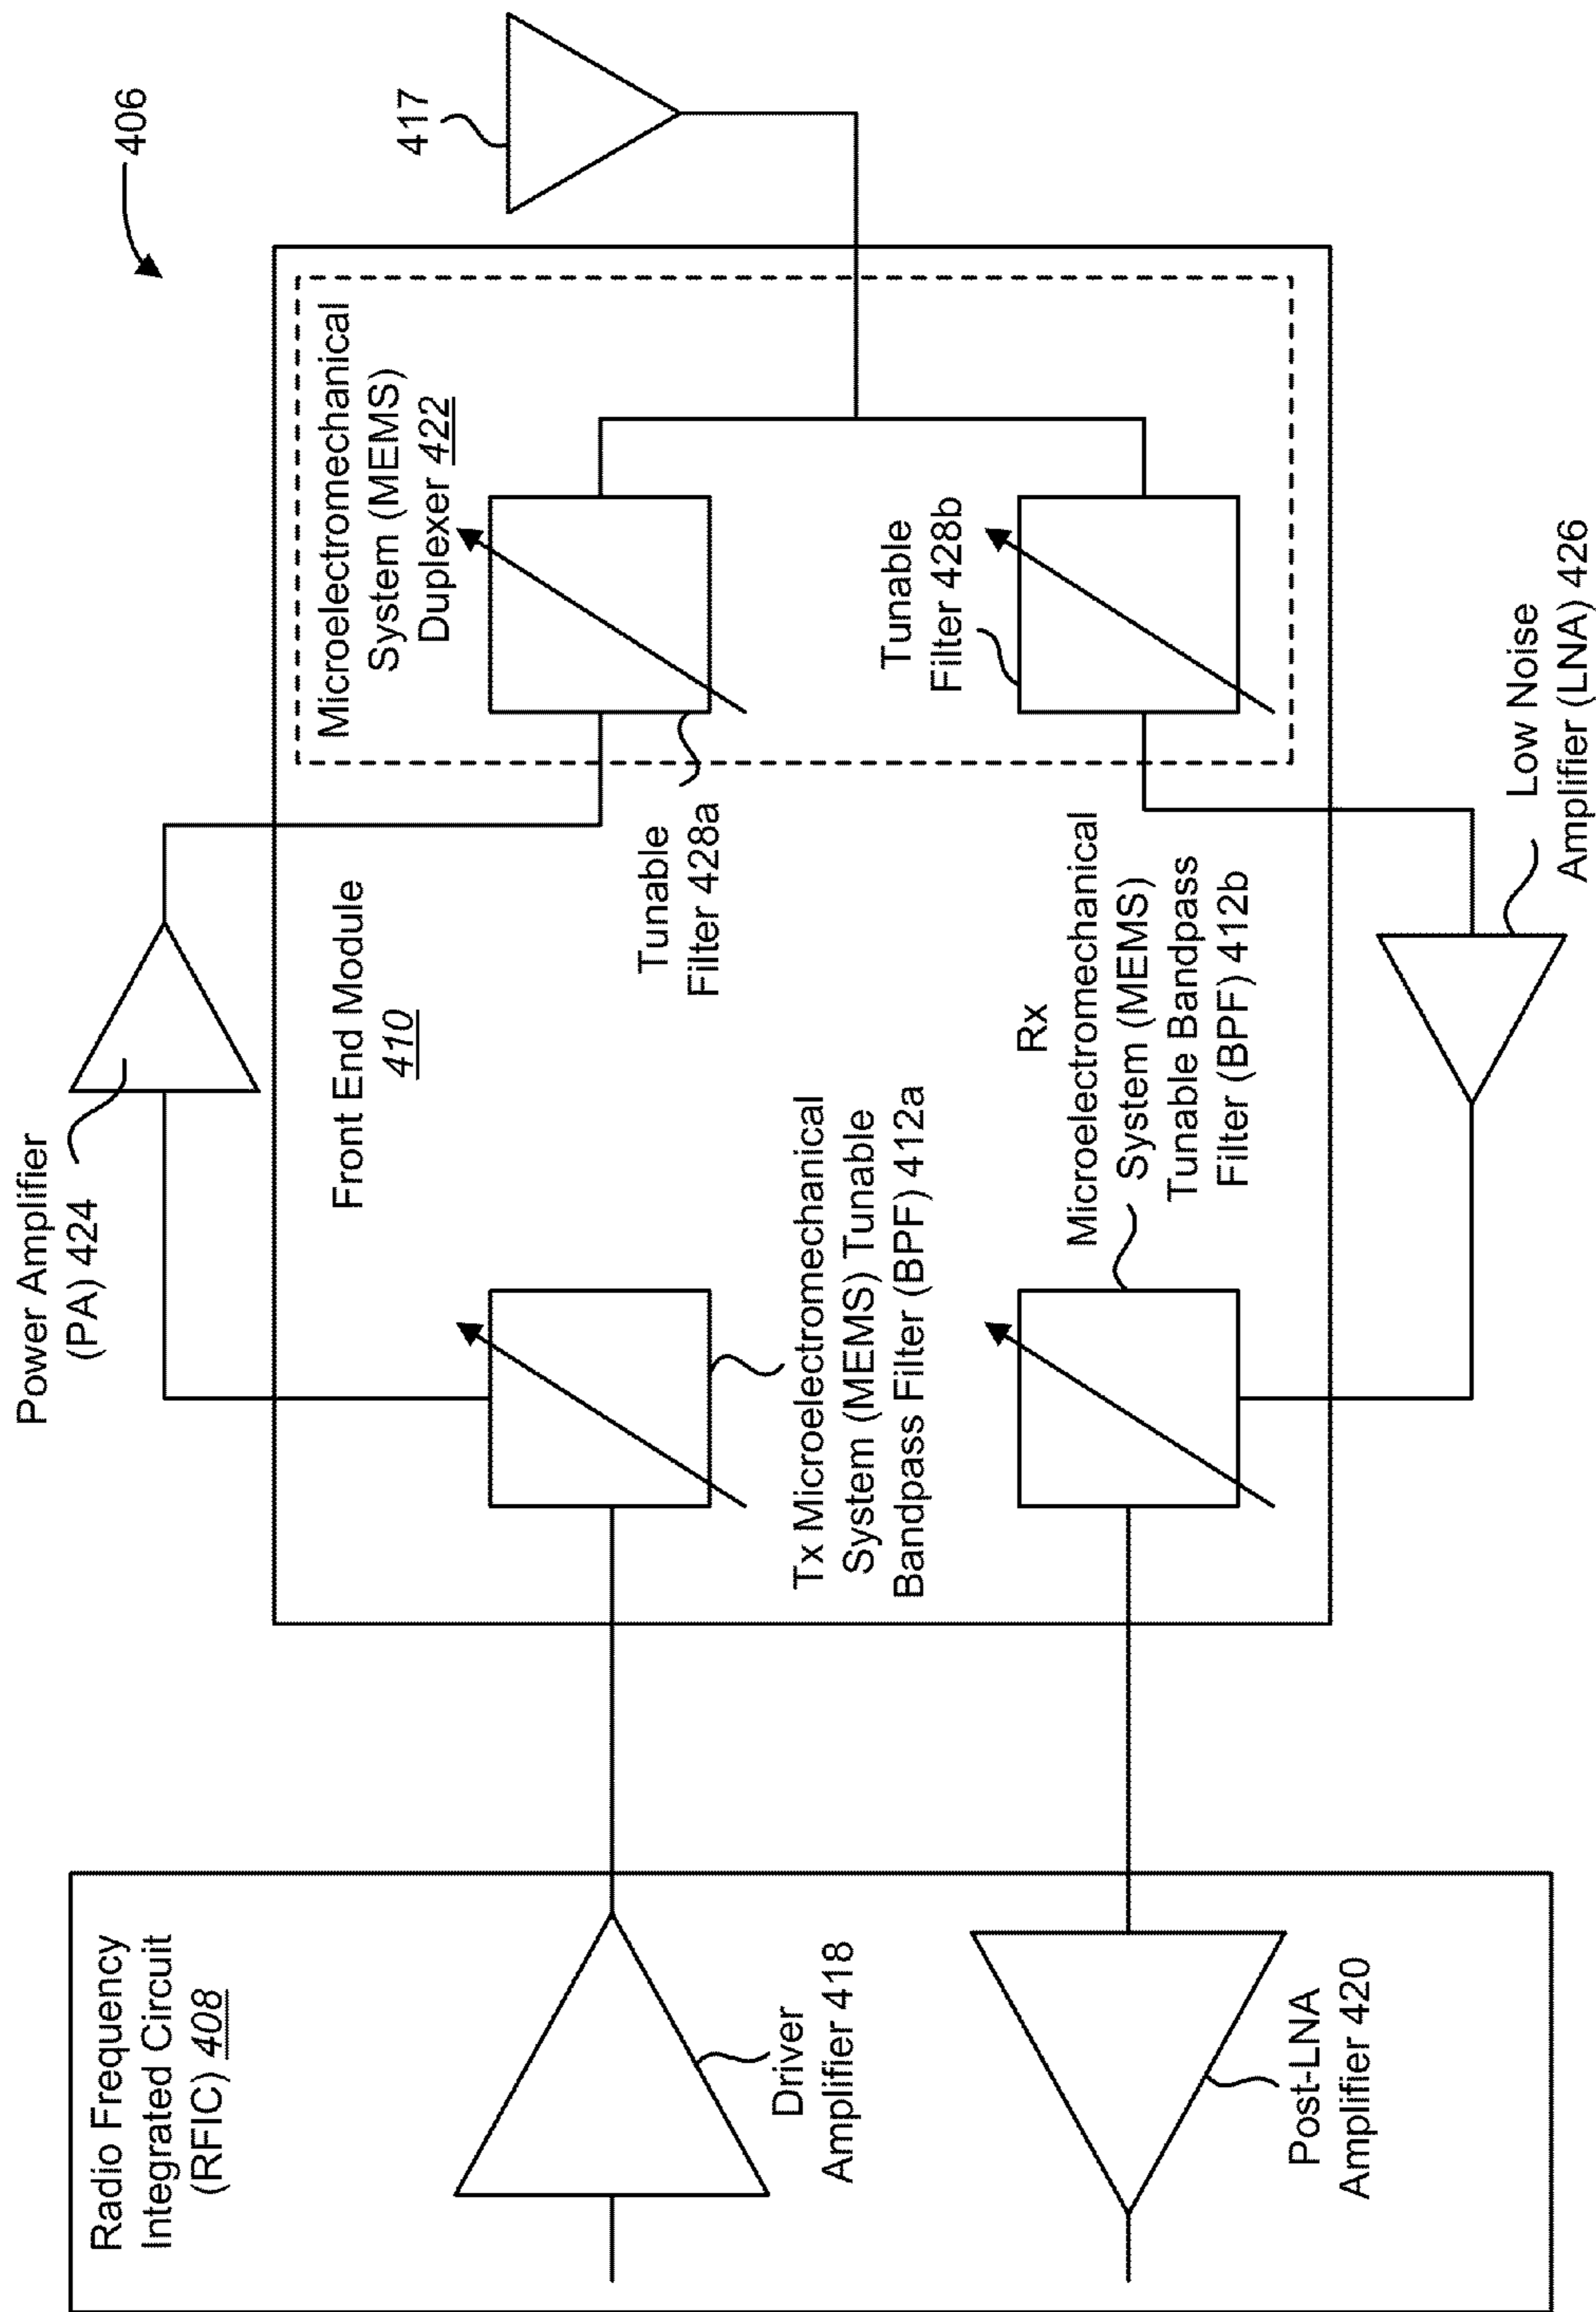 406
417
Power Amplifier
(PA) 424
Radio Frequency
Integrated Circuit
(RFIC) 408
Front End Module
410
Microelectromechanical
System (MEMS)
Duplexer 422
Driver
Amplifier 418
Tx Microelectromechanical
System (MEMS) Tunable
Bandpass Filter (BPF) 412a
Tunable
Filter 428a
Tunable
Filter 428b
Rx
Microelectromechanical
System (MEMS)
Tunable Bandpass
Filter (BPF) 412b
Post-LNA
Amplifier 420
Low Noise
Amplifier (LNA) 426